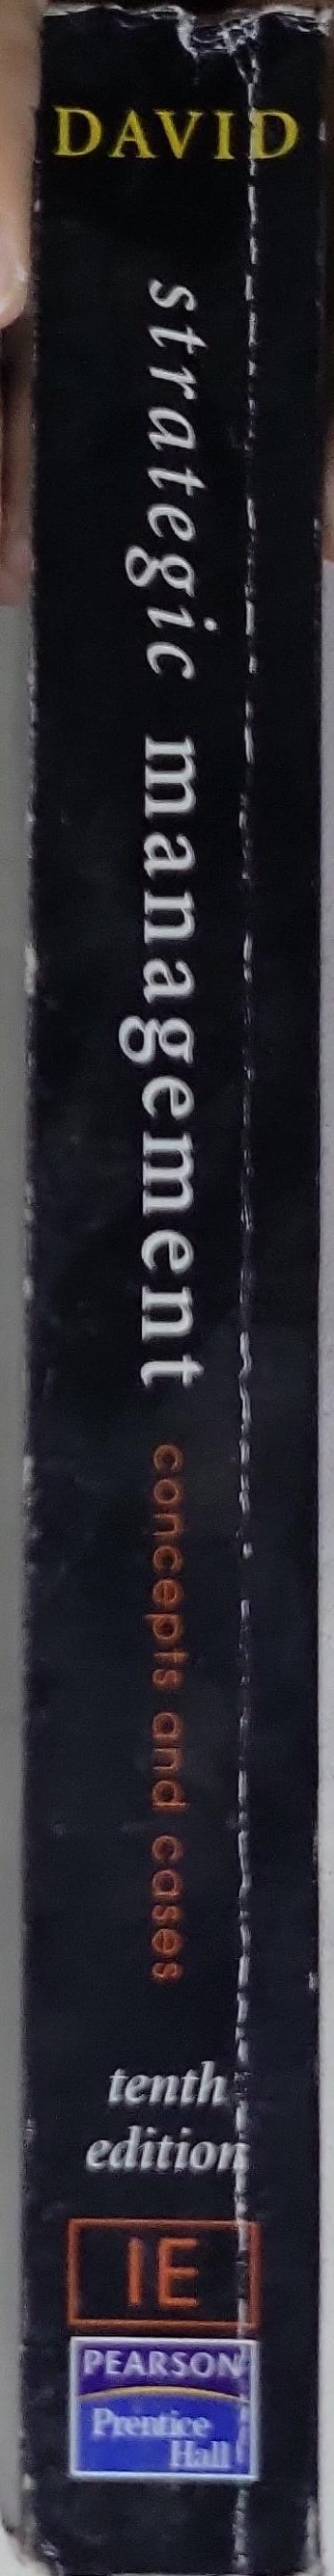 DAVID
strategic management
concepts and cases
tenth
edition
IE
PEARSON
Prentice
Hall